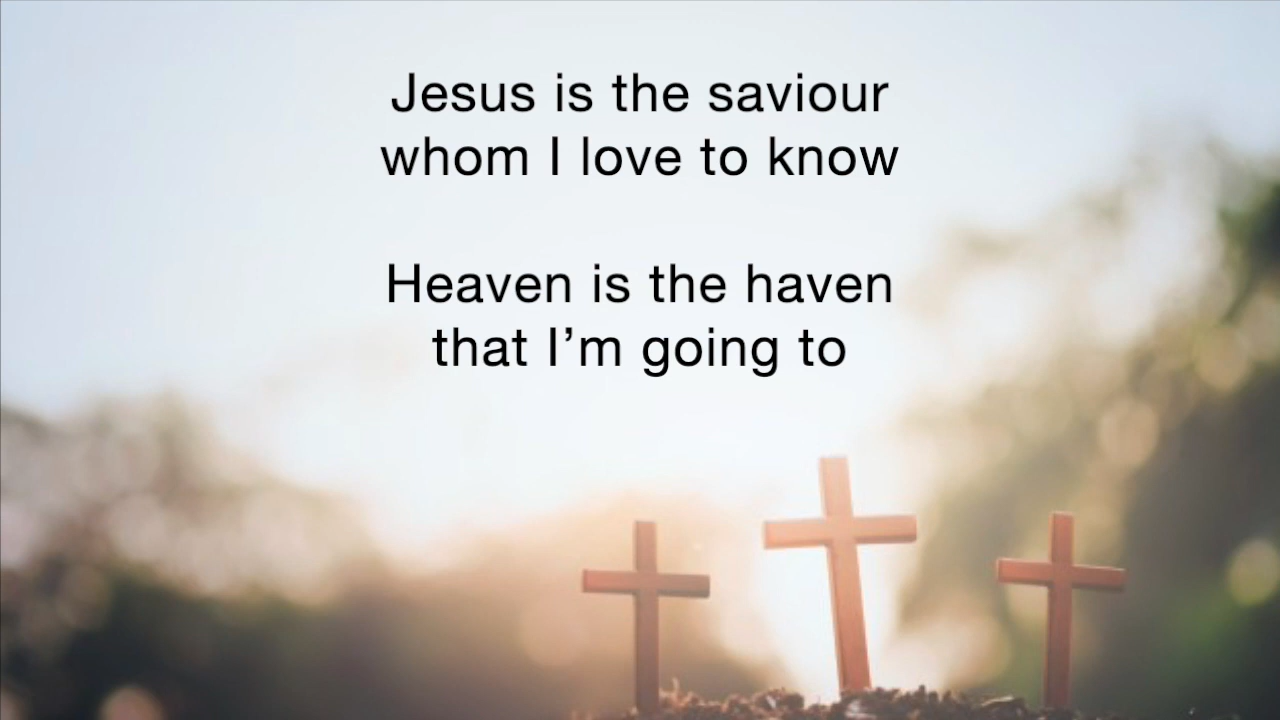 Jesus is the saviour
whom I love to know
Heaven is the haven
that I’m going to